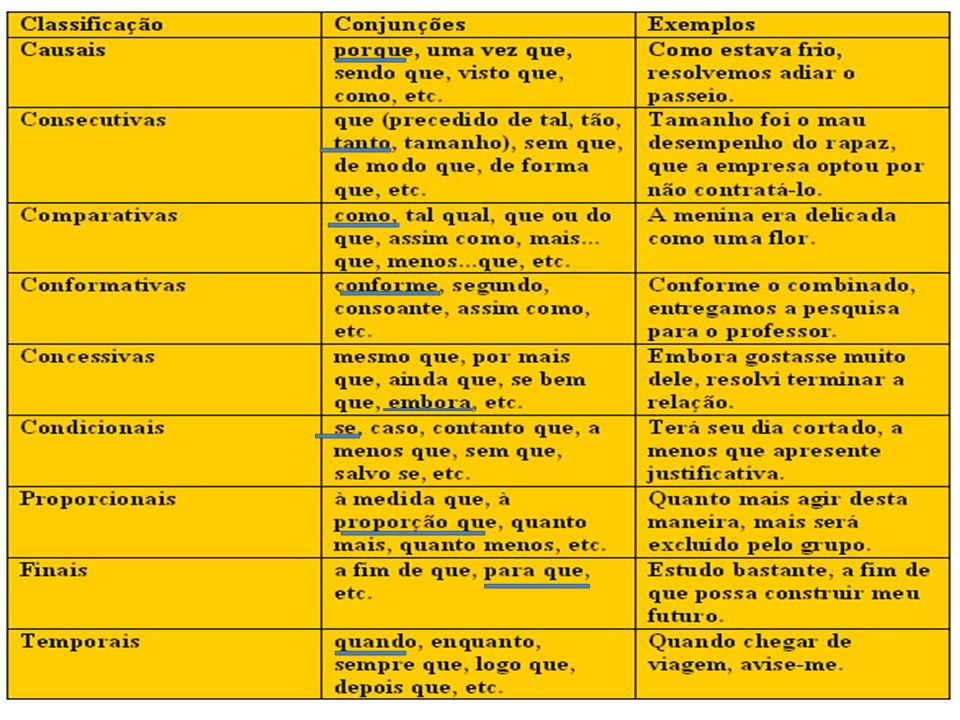 Classificação
Conjunções
Exemplos
Causais
porque, uma vez que,
sendo que, visto que,
como, etc.
Como estava frio,
resolvemos adiar o
passeio.
Consecutivas
que (precedido de tal, tão,
tanto, tamanho), sem que,
de modo que, de forma
que, etc.
Tamanho foi o mau
desempenho do rapaz,
que a empresa optou por
não contratá-lo.
Comparativas
como, tal qual, que ou do
que, assim como, mais...
que, menos...que, etc.
A menina era delicada
como uma flor.
Conformativas
conforme, segundo,
consoante, assim como,
etc.
Conforme o combinado,
entregamos a pesquisa
para o professor.
Concessivas
mesmo que, por mais
que, ainda que, se bem
que, embora, etc.
Embora gostasse muito
dele, resolvi terminar a
relação.
Condicionais
se, caso, contanto que, a
menos que, sem que,
salvo se, etc.
Terá seu dia cortado, a
menos que apresente
justificativa.
Proporcionais
à medida que, à
proporção que, quanto
mais, quanto menos, etc.
Quanto mais agir desta
maneira, mais será
excluído pelo grupo.
Finais
a fim de que, para que,
etc.
Estudo bastante, a fim de
que possa construir meu
futuro.
Temporais
quando, enquanto,
sempre que, logo que,
depois que, etc.
Quando chegar de
viagem, avise-me.